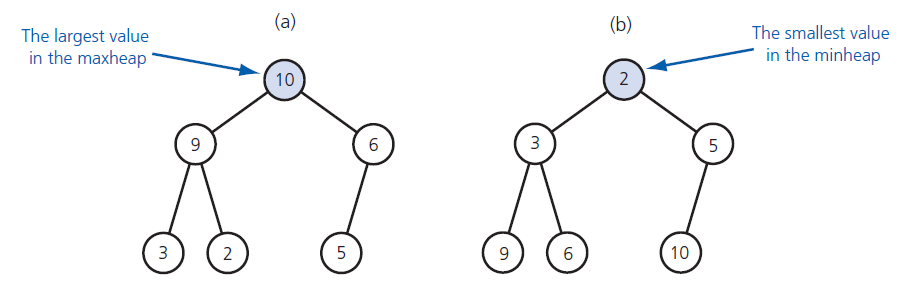 (a)
The largest value
in the maxheap
10
9
6
3
2
5
(b)
The smallest value
in the minheap
2
3
5
9
6
10